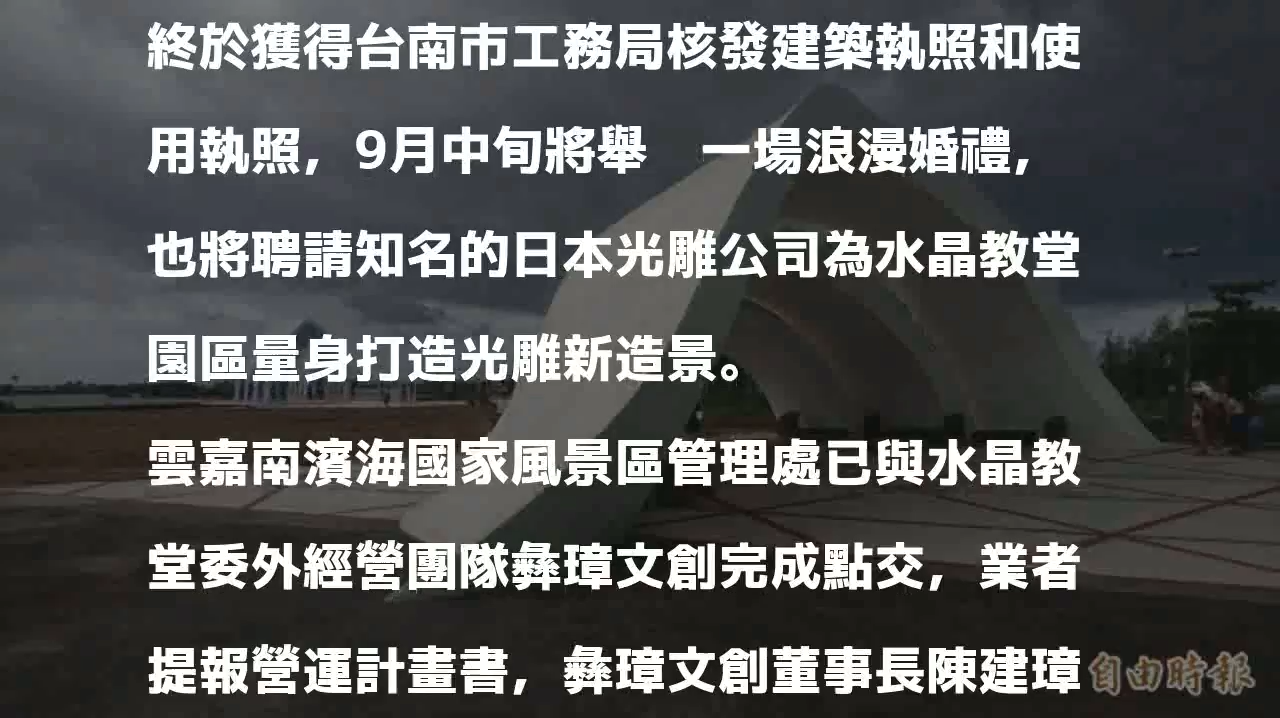 終於獲得台南市工務局核發建築執照和使
用執照，9月中旬將舉　一場浪漫婚禮，
也將聘請知名的日本光雕公司為水晶教堂
園區量身打造光雕新造景。
雲嘉南濱海國家風景區管理處已與水晶教
堂委外經營團隊彝璋文創完成點交，業者
提報營運計畫書，彝璋文創董事長陳建璋
自由時報